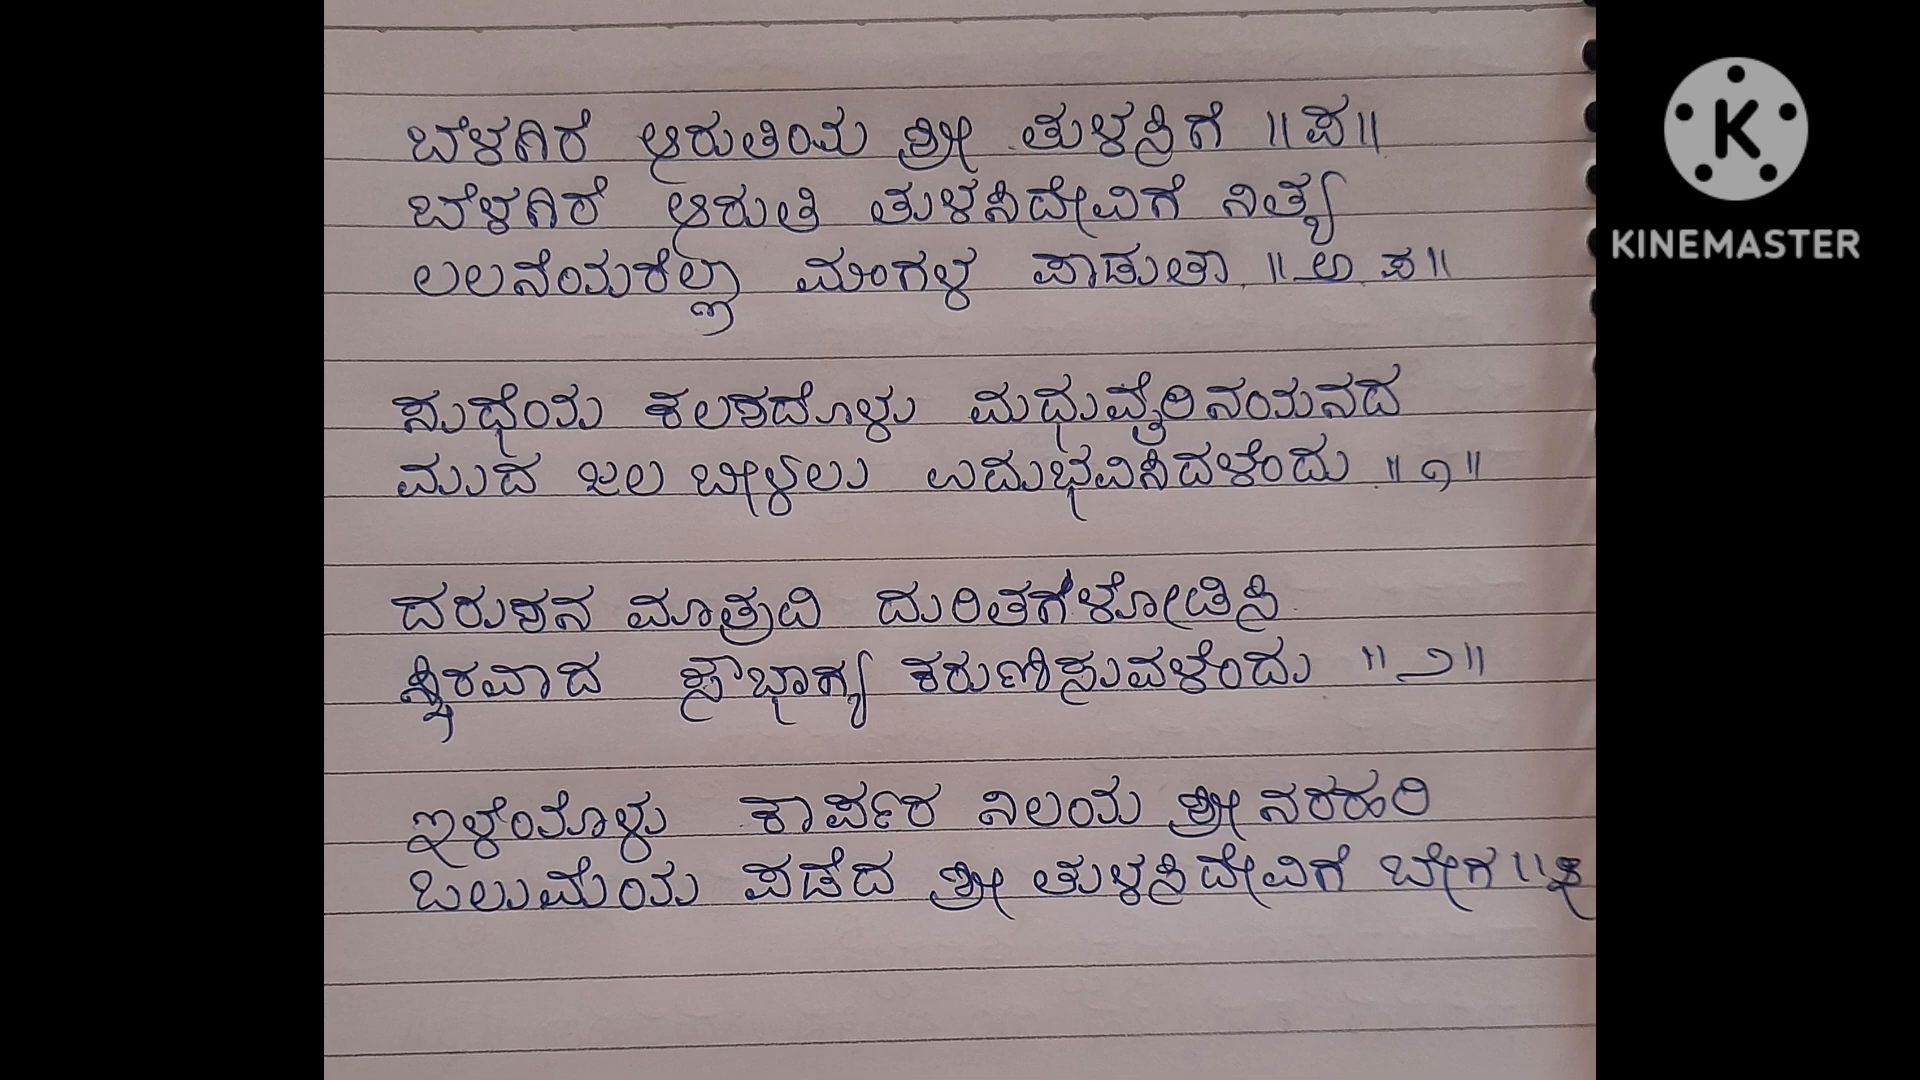 ಬೆಳಗಿರೆ ಆರುತಿಯ ಶ್ರೀ ತುಳಸಿಗೆ ॥ಪ॥
ಬೆಳಗಿರೆ ಆರುತಿ ತುಳಸಿದೇವಿಗೆ ನಿತ್ಯ
ಲಲನೆಯರೆಲ್ಲಾ ಮಂಗಳ ಪಾಡುತಾ ॥ ಅ ಪ॥
ಸುಧೆಯ ಕಲಶದೊಳು ಮಧುವೈರಿನಯನದ
ಮುದ ಜಲ ಬೀಳಲು ಉದುಭವಿಸಿದಳೆಂದು ॥ ೧ ॥
ದರುಶನ ಮಾತ್ರದಿ ದುರಿತಗಳೋಡಿಸಿ
ಸ್ಥಿರವಾದ ಸೌಭಾಗ್ಯ ಕರುಣಿಸುವಳೆಂದು ॥ ೨ ॥
ಇಳೆಯೊಳು ಕಾರ್ಪರ ನಿಲಯ ಶ್ರೀನರಹರಿ
ಒಲುಮೆಯ ಪಡೆದ ಶ್ರೀ ತುಳಸಿದೇವಿಗೆ ಬೇಗ ॥ ೩
KINEMASTER